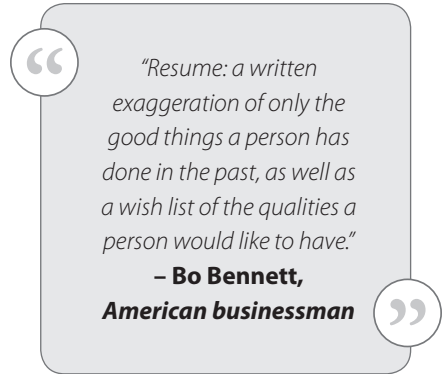 “Resume: a written
exaggeration of only the
good things a person has
done in the past, as well as
a wish list of the qualities a
person would like to have.”
– Bo Bennett,
American businessman